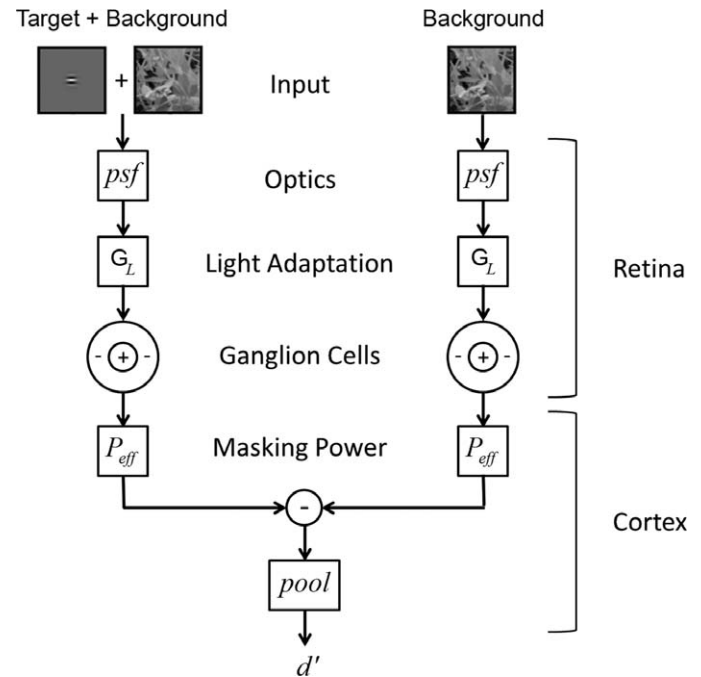 Target + Background
Background
+
Input
psf
Optics
psf
G_L
Light Adaptation
G_L
Retina
- + -
Ganglion Cells
- + -
P_eff
Masking Power
P_eff
-
Cortex
pool
d'